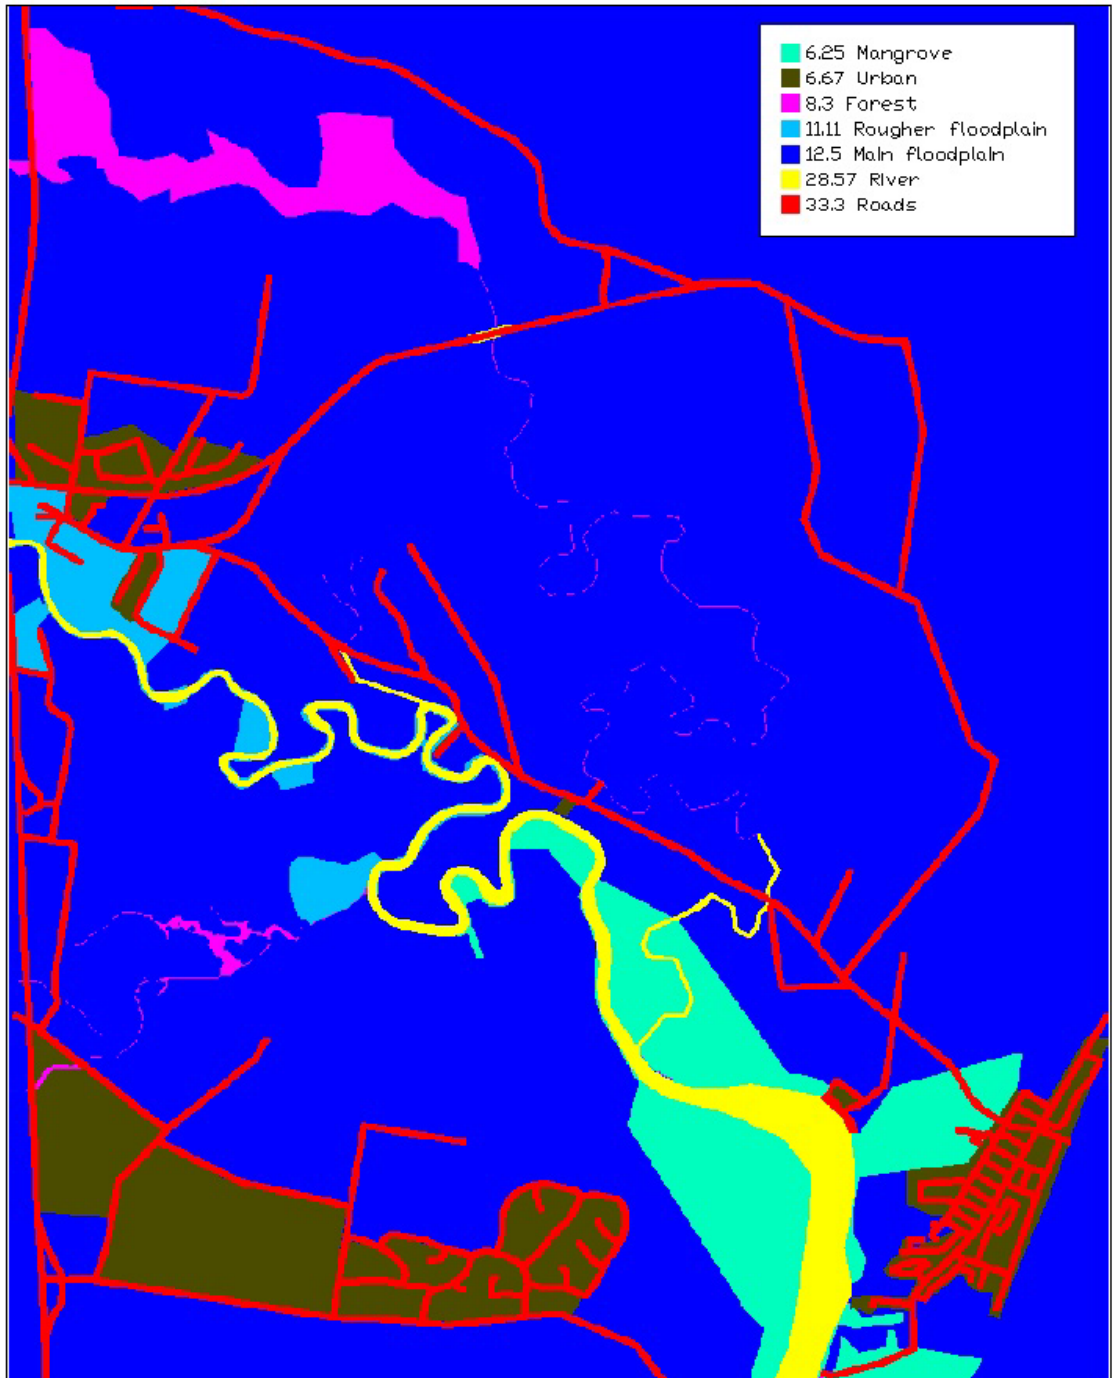 6.25 Mangrove
6.67 Urban
8.3 Forest
11.11 Rougher floodplain
12.5 Main floodplain
28.57 River
33.3 Roads